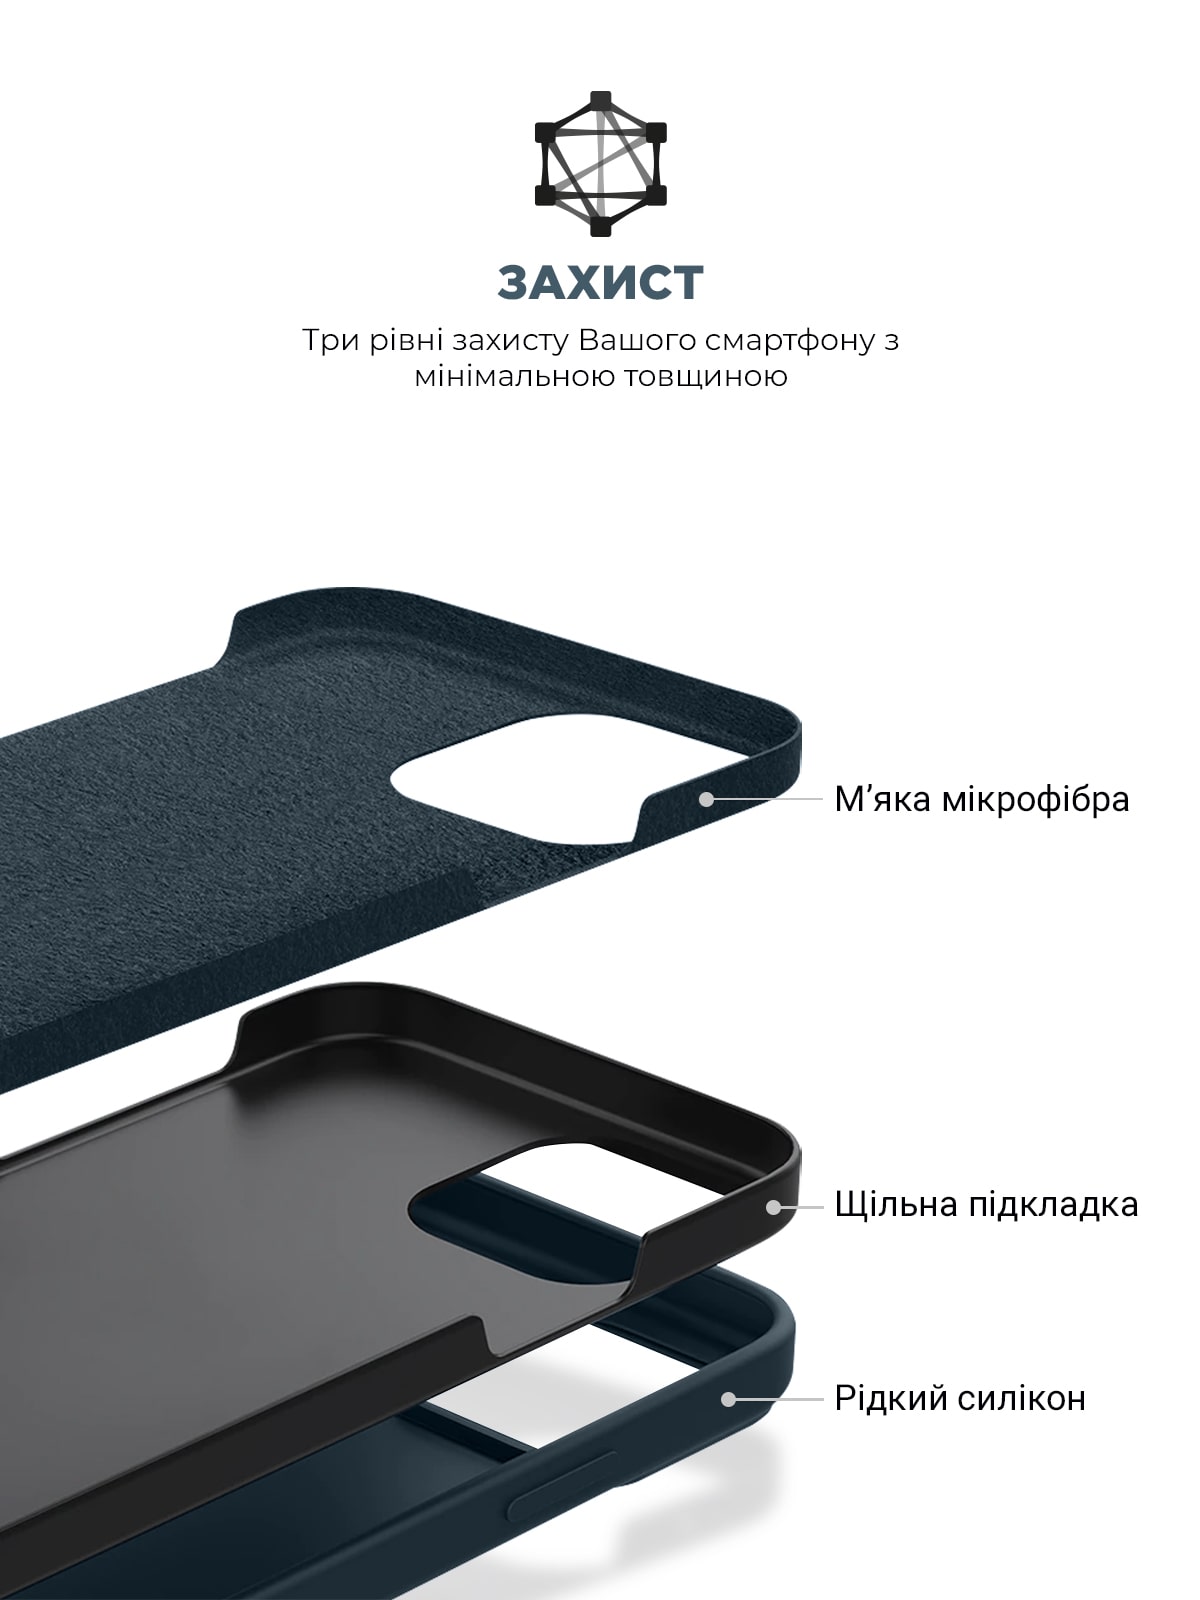 ЗАХИСТ
Три рівні захисту Вашого смартфону з
мінімальною товщиною
М’яка мікрофібра
Щільна підкладка
Рідкий силікон